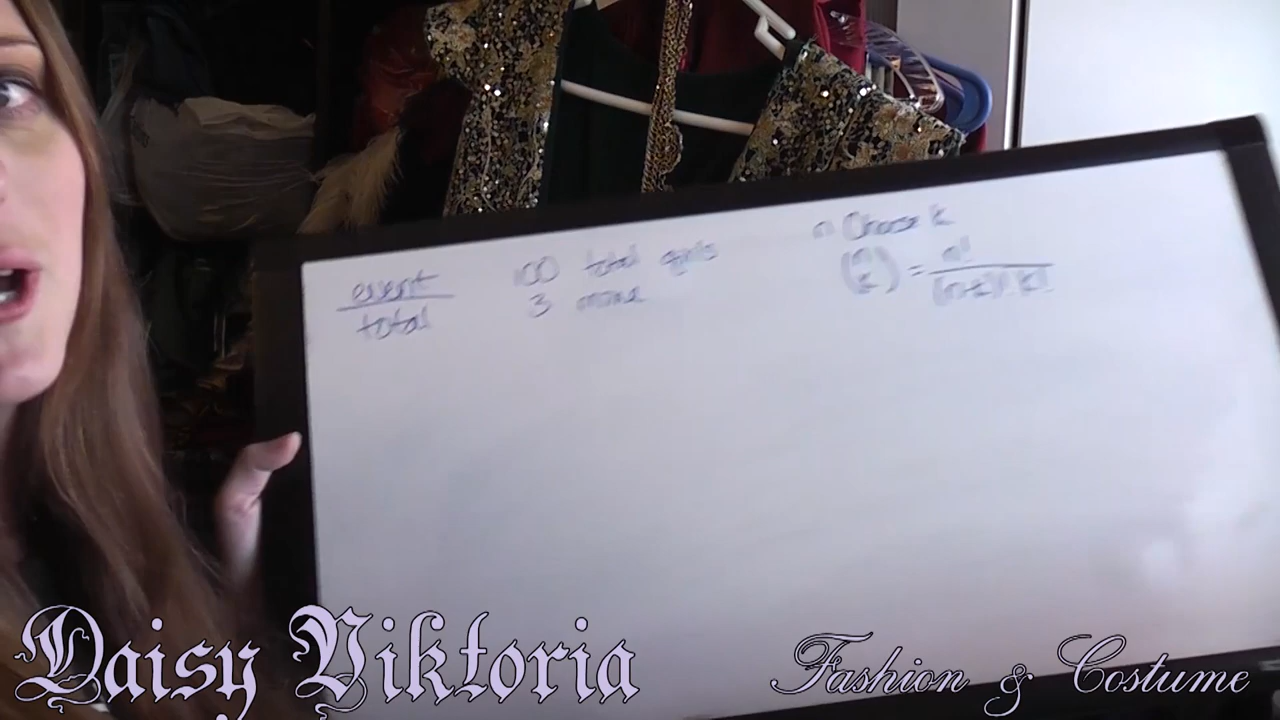 event
total
100 total girls
3 mine
n Choose k
(n k) = n! / (n-k)! k!
Daisy Viktoria
Fashion & Costume